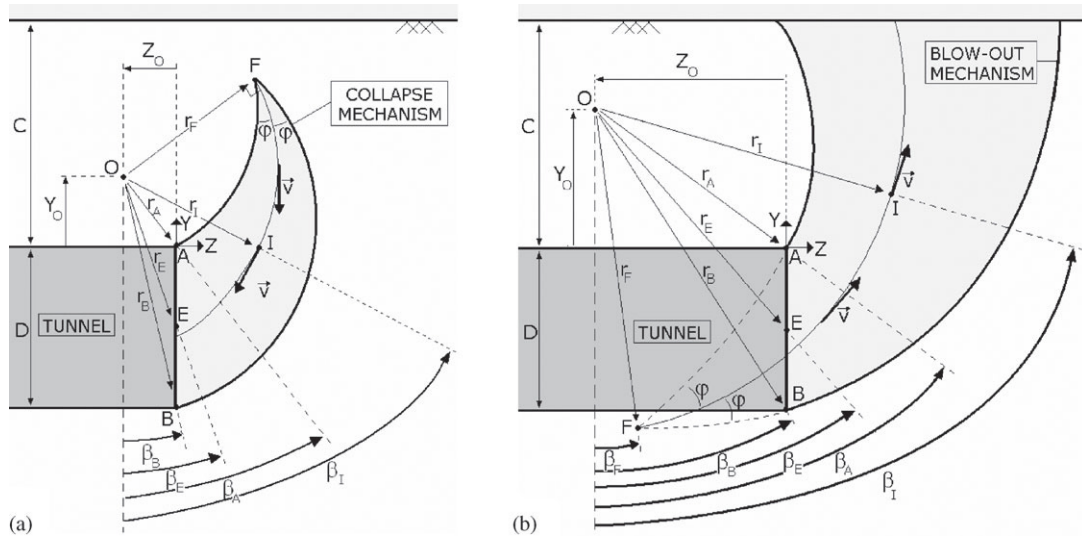 Z_O
F
COLLAPSE
MECHANISM
C
r_F
φ φ
O
v⃗
Y_O
r_A
r_I
Y
A
Z
I
r_E
v⃗
r_B
E
D
TUNNEL
B
β_B
β_E
β_A
β_I
(a)
BLOW-OUT
MECHANISM
Z_O
C
O
r_I
v⃗
Y_O
r_A
I
r_E
Y
A
Z
r_F
r_B
v⃗
E
D
TUNNEL
φ
B
F
φ
β_F
β_B
β_E
β_A
β_I
(b)